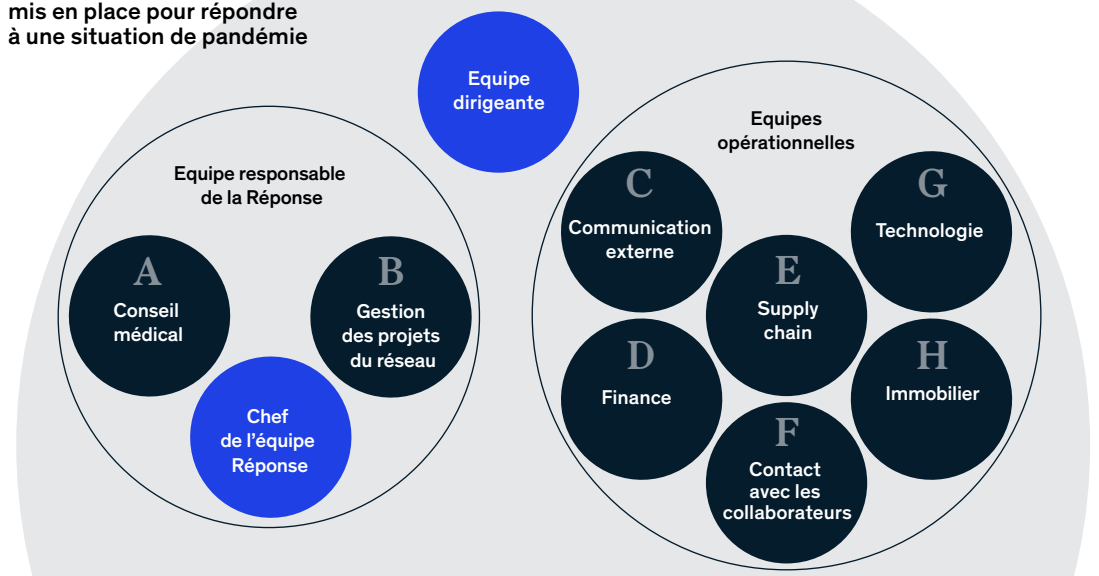 mis en place pour répondre
à une situation de pandémie
Equipe
dirigeante
Equipe responsable
de la Réponse
A
Conseil
médical
B
Gestion
des projets
du réseau
Chef
de l’équipe
Réponse
Equipes
opérationnelles
C
Communication
externe
G
Technologie
E
Supply
chain
D
Finance
H
Immobilier
F
Contact
avec les
collaborateurs